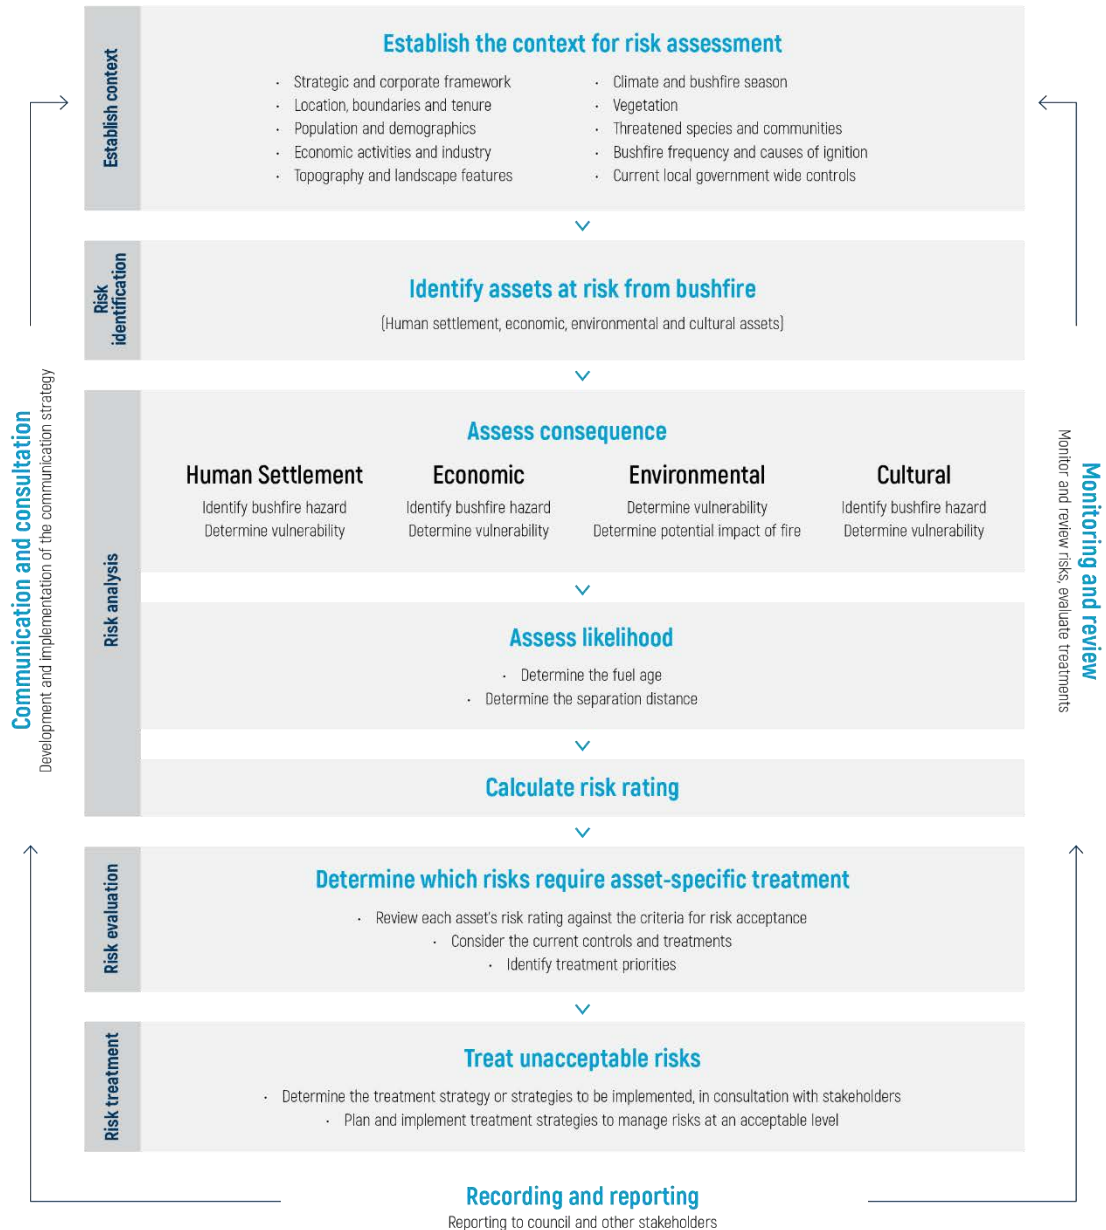 Establish context
Establish the context for risk assessment
· Strategic and corporate framework
· Location, boundaries and tenure
· Population and demographics
· Economic activities and industry
· Topography and landscape features
· Climate and bushfire season
· Vegetation
· Threatened species and communities
· Bushfire frequency and causes of ignition
· Current local government wide controls
Risk
identification
Identify assets at risk from bushfire
(Human settlement, economic, environmental and cultural assets)
Risk analysis
Assess consequence
Human Settlement
Identify bushfire hazard
Determine vulnerability
Economic
Identify bushfire hazard
Determine vulnerability
Environmental
Determine vulnerability
Determine potential impact of fire
Cultural
Identify bushfire hazard
Determine vulnerability
Assess likelihood
· Determine the fuel age
· Determine the separation distance
Calculate risk rating
Risk evaluation
Determine which risks require asset-specific treatment
· Review each asset's risk rating against the criteria for risk acceptance
· Consider the current controls and treatments
· Identify treatment priorities
Risk treatment
Treat unacceptable risks
· Determine the treatment strategy or strategies to be implemented, in consultation with stakeholders
· Plan and implement treatment strategies to manage risks at an acceptable level
Communication and consultation
Development and implementation of the communication strategy
Monitoring and review
Monitor and review risks, evaluate treatments
Recording and reporting
Reporting to council and other stakeholders